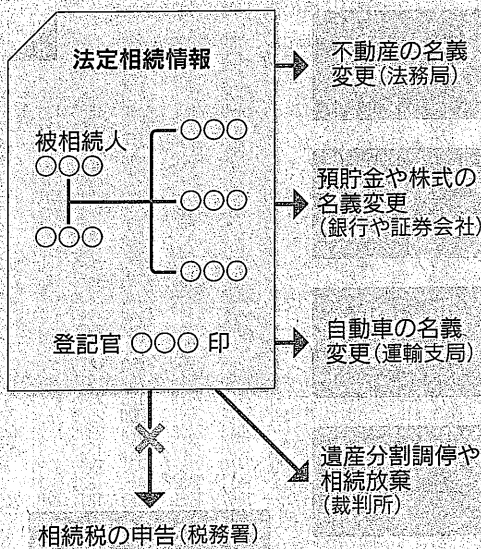 法定相続情報
被相続人
○○○
○○○
○○○
○○○
○○○
登記官 ○○○ 印
不動産の名義
変更(法務局)
預貯金や株式の
名義変更
(銀行や証券会社)
自動車の名義
変更(運輸支局)
遺産分割調停や
相続放棄
(裁判所)
相続税の申告(税務署)